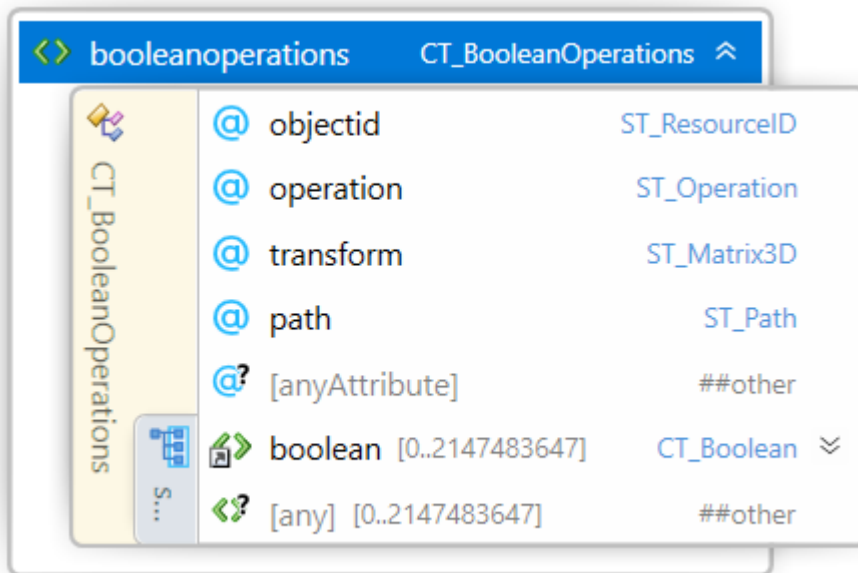 booleanoperations CT_BooleanOperations
CT_BooleanOperations
@ objectid ST_ResourceID
@ operation ST_Operation
@ transform ST_Matrix3D
@ path ST_Path
@? [anyAttribute] ##other
boolean [0..2147483647] CT_Boolean
S...
<>? [any] [0..2147483647] ##other